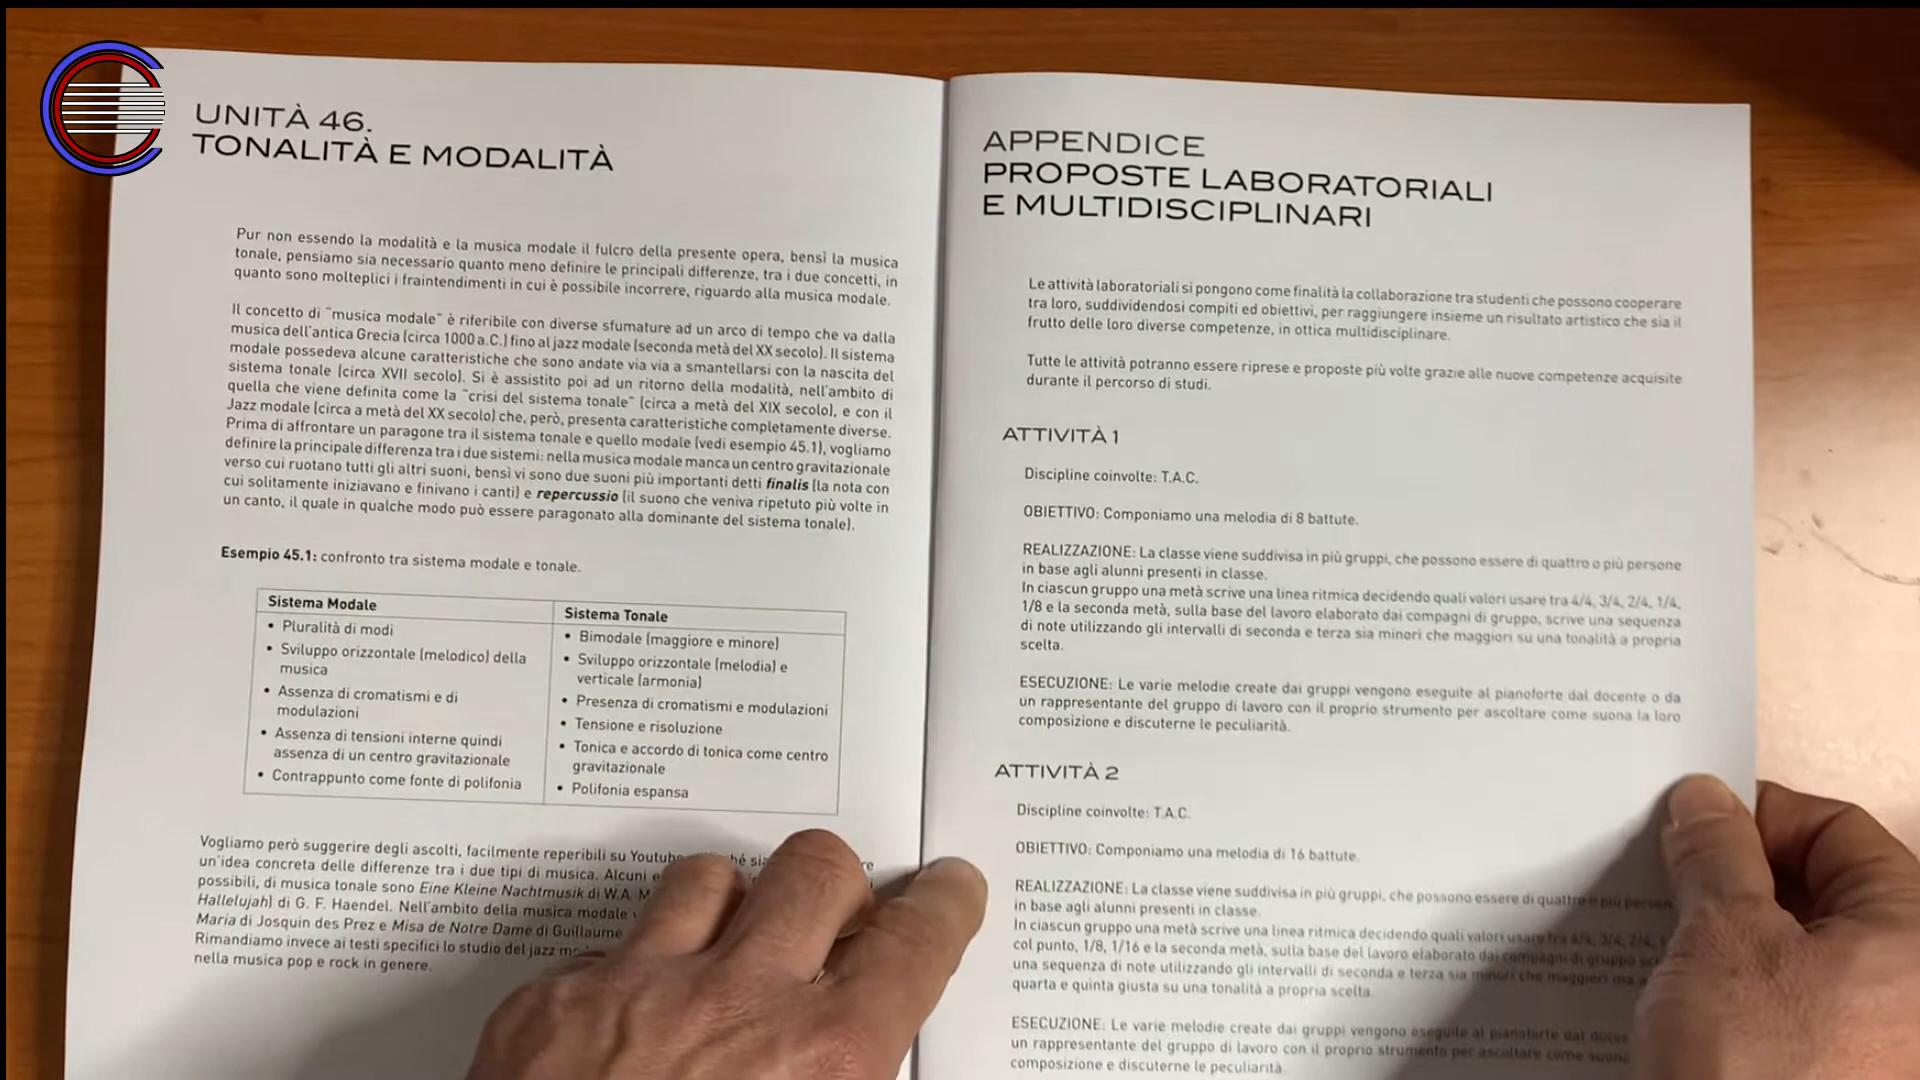 UNITÀ 46.
TONALITÀ E MODALITÀ
Pur non essendo la modalità e la musica modale il fulcro della presente opera, bensì la musica
tonale, pensiamo sia necessario quanto meno definire le principali differenze, tra i due concetti, in
quanto sono molteplici i fraintendimenti in cui è possibile incorrere, riguardo alla musica modale.
Il concetto di "musica modale" è riferibile con diverse sfumature ad un arco di tempo che va dalla
musica dell'antica Grecia (circa 1000 a.C.) fino al jazz modale (seconda metà del XX secolo). Il sistema
modale possedeva alcune caratteristiche che sono andate via via a smantellarsi con la nascita del
sistema tonale (circa XVII secolo). Si è assistito poi ad un ritorno della modalità, nell'ambito di
quella che viene definita come la "crisi del sistema tonale" (circa a metà del XIX secolo), e con il
Jazz modale (circa a metà del XX secolo) che, però, presenta caratteristiche completamente diverse.
Prima di affrontare un paragone tra il sistema tonale e quello modale (vedi esempio 45.1), vogliamo
definire la principale differenza tra i due sistemi: nella musica modale manca un centro gravitazionale
verso cui ruotano tutti gli altri suoni, bensì vi sono due suoni più importanti detti finalis (la nota con
cui solitamente iniziavano e finivano i canti) e repercussio (il suono che veniva ripetuto più volte in
un canto, il quale in qualche modo può essere paragonato alla dominante del sistema tonale).
Esempio 45.1: confronto tra sistema modale e tonale.
Sistema Modale
• Pluralità di modi
• Sviluppo orizzontale (melodico) della
musica
• Assenza di cromatismi e di
modulazioni
• Assenza di tensioni interne quindi
assenza di un centro gravitazionale
• Contrappunto come fonte di polifonia
Sistema Tonale
• Bimodale (maggiore e minore)
• Sviluppo orizzontale (melodia) e
verticale (armonia)
• Presenza di cromatismi e modulazioni
• Tensione e risoluzione
• Tonica e accordo di tonica come centro
gravitazionale
• Polifonia espansa
Vogliamo però suggerire degli ascolti, facilmente reperibili su Youtube
un'idea concreta delle differenze tra i due tipi di musica. Alcuni
possibili, di musica tonale sono Eine Kleine Nachtmusik di W.A.
Hallelujah) di G. F. Haendel. Nell'ambito della musica modale
Maria di Josquin des Prez e Misa de Notre Dame di Guillaume
Rimandiamo invece ai testi specifici lo studio del jazz
nella musica pop e rock in genere.
APPENDICE
PROPOSTE LABORATORIALI
E MULTIDISCIPLINARI
Le attività laboratoriali si pongono come finalità la collaborazione tra studenti che possono cooperare
tra loro, suddividendosi compiti ed obiettivi, per raggiungere insieme un risultato artistico che sia il
frutto delle loro diverse competenze, in ottica multidisciplinare.
Tutte le attività potranno essere riprese e proposte più volte grazie alle nuove competenze acquisite
durante il percorso di studi.
ATTIVITÀ 1
Discipline coinvolte: T.A.C.
OBIETTIVO: Componiamo una melodia di 8 battute.
REALIZZAZIONE: La classe viene suddivisa in più gruppi, che possono essere di quattro o più persone
in base agli alunni presenti in classe.
In ciascun gruppo una metà scrive una linea ritmica decidendo quali valori usare tra 4/4, 3/4, 2/4, 1/4,
1/8 e la seconda metà, sulla base del lavoro elaborato dai compagni di gruppo, scrive una sequenza
di note utilizzando gli intervalli di seconda e terza sia minori che maggiori su una tonalità a propria
scelta.
ESECUZIONE: Le varie melodie create dai gruppi vengono eseguite al pianoforte dal docente o da
un rappresentante del gruppo di lavoro con il proprio strumento per ascoltare come suona la loro
composizione e discuterne le peculiarità.
ATTIVITÀ 2
Discipline coinvolte: T.A.C.
OBIETTIVO: Componiamo una melodia di 16 battute.
REALIZZAZIONE: La classe viene suddivisa in più gruppi, che possono essere di quattro o più
in base agli alunni presenti in classe.
In ciascun gruppo una metà scrive una linea ritmica decidendo quali valori usare tra 4/4, 3/4, 2/4,
col punto, 1/8, 1/16 e la seconda metà, sulla base del lavoro elaborato dai compagni di gruppo
una sequenza di note utilizzando gli intervalli di seconda e terza sia minori che maggiori ma
quarta e quinta giusta su una tonalità a propria scelta.
ESECUZIONE: Le varie melodie create dai gruppi vengono eseguite al pianoforte dal
un rappresentante del gruppo di lavoro con il proprio strumento per ascoltare come suona
composizione e discuterne le peculiarità.